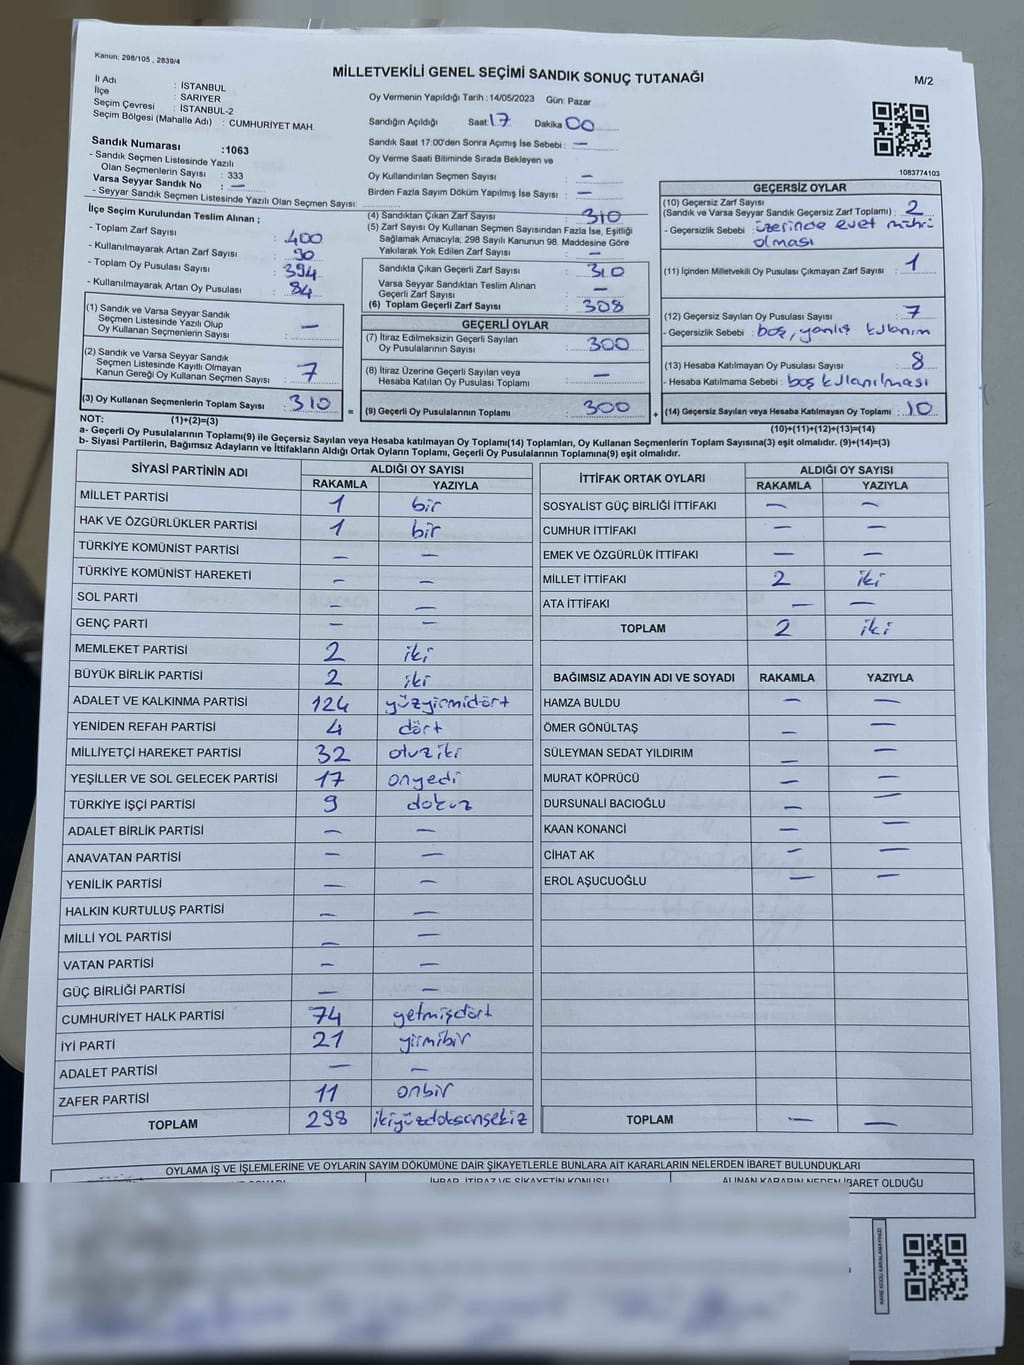 Kanun: 298/105 , 2839/4
MİLLETVEKİLİ GENEL SEÇİMİ SANDIK SONUÇ TUTANAĞI
M/2
İl Adı : İSTANBUL
İlçe : SARIYER
Seçim Çevresi : İSTANBUL-2
Seçim Bölgesi (Mahalle Adı) : CUMHURİYET MAH.
Oy Vermenin Yapıldığı Tarih : 14/05/2023 Gün: Pazar
Sandığın Açıldığı Saat 17 Dakika 00
Sandık Saat 17:00'den Sonra Açımış İse Sebebi : —
Oy Verme Saati Bitiminde Sırada Bekleyen ve
Oy Kullandırılan Seçmen Sayısı : —
Birden Fazla Sayım Döküm Yapılmış İse Sayısı : —
1083774103
Sandık Numarası :1063
- Sandık Seçmen Listesinde Yazılı
Olan Seçmenlerin Sayısı : 333
Varsa Seyyar Sandık No : —
- Seyyar Sandık Seçmen Listesinde Yazılı Olan Seçmen Sayısı:
İlçe Seçim Kurulundan Teslim Alınan ;
- Toplam Zarf Sayısı : 400
- Kullanılmayarak Artan Zarf Sayısı : 90
- Toplam Oy Pusulası Sayısı : 394
- Kullanılmayarak Artan Oy Pusulası : 84
(1) Sandık ve Varsa Seyyar Sandık
Seçmen Listesinde Yazılı Olup
Oy Kullanan Seçmenlerin Sayısı : —
(2) Sandık ve Varsa Seyyar Sandık
Seçmen Listesinde Kayıtlı Olmayan
Kanun Gereği Oy Kullanan Seçmen Sayısı : 7
(3) Oy Kullanan Seçmenlerin Toplam Sayısı : 310
(4) Sandıktan Çıkan Zarf Sayısı : 310
(5) Zarf Sayısı Oy Kullanan Seçmen Sayısından Fazla İse, Eşitliği
Sağlamak Amacıyla; 298 Sayılı Kanunun 98. Maddesine Göre
Yakılarak Yok Edilen Zarf Sayısı : —
Sandıkta Çıkan Geçerli Zarf Sayısı : 310
Varsa Seyyar Sandıktan Teslim Alınan
Geçerli Zarf Sayısı : —
(6) Toplam Geçerli Zarf Sayısı : 308
GEÇERLİ OYLAR
(7) İtiraz Edilmeksizin Geçerli Sayılan
Oy Pusulalarının Sayısı : 300
(8) İtiraz Üzerine Geçerli Sayılan veya
Hesaba Katılan Oy Pusulası Toplamı : —
= (9) Geçerli Oy Pusulalarının Toplamı : 300 +
GEÇERSİZ OYLAR
(10) Geçersiz Zarf Sayısı
(Sandık ve Varsa Seyyar Sandık Geçersiz Zarf Toplamı) : 2
- Geçersizlik Sebebi : üzerinde evet mührü
olması
(11) İçinden Milletvekili Oy Pusulası Çıkmayan Zarf Sayısı : 1
(12) Geçersiz Sayılan Oy Pusulası Sayısı : 7
- Geçersizlik Sebebi : boş, yanlış kullanım
(13) Hesaba Katılmayan Oy Pusulası Sayısı : 8
- Hesaba Katılmama Sebebi : boş kullanılması
(14) Geçersiz Sayılan veya Hesaba Katılmayan Oy Toplamı : 10
NOT: (1)+(2)=(3)
(10)+(11)+(12)+(13)=(14)
a- Geçerli Oy Pusulalarının Toplamı(9) ile Geçersiz Sayılan veya Hesaba katılmayan Oy Toplamı(14) Toplamları, Oy Kullanan Seçmenlerin Toplam Sayısına(3) eşit olmalıdır. (9)+(14)=(3)
b- Siyasi Partilerin, Bağımsız Adayların ve İttifakların Aldığı Ortak Oyların Toplamı, Geçerli Oy Pusulalarının Toplamına(9) eşit olmalıdır.
SİYASİ PARTİNİN ADI ALDIĞI OY SAYISI
RAKAMLA YAZIYLA
MİLLET PARTİSİ 1 bir
HAK VE ÖZGÜRLÜKLER PARTİSİ 1 bir
TÜRKİYE KOMÜNİST PARTİSİ — —
TÜRKİYE KOMÜNİST HAREKETİ — —
SOL PARTİ — —
GENÇ PARTİ — —
MEMLEKET PARTİSİ 2 iki
BÜYÜK BİRLİK PARTİSİ 2 iki
ADALET VE KALKINMA PARTİSİ 124 yüzyirmidört
YENİDEN REFAH PARTİSİ 4 dört
MİLLİYETÇİ HAREKET PARTİSİ 32 otuziki
YEŞİLLER VE SOL GELECEK PARTİSİ 17 onyedi
TÜRKİYE İŞÇİ PARTİSİ 9 dokuz
ADALET BİRLİK PARTİSİ — —
ANAVATAN PARTİSİ — —
YENİLİK PARTİSİ — —
HALKIN KURTULUŞ PARTİSİ — —
MİLLİ YOL PARTİSİ — —
VATAN PARTİSİ — —
GÜÇ BİRLİĞİ PARTİSİ — —
CUMHURİYET HALK PARTİSİ 74 yetmişdört
İYİ PARTİ 21 yirmibir
ADALET PARTİSİ — —
ZAFER PARTİSİ 11 onbir
TOPLAM 298 ikiyüzdoksansekiz
İTTİFAK ORTAK OYLARI ALDIĞI OY SAYISI
RAKAMLA YAZIYLA
SOSYALİST GÜÇ BİRLİĞİ İTTİFAKI — —
CUMHUR İTTİFAKI — —
EMEK VE ÖZGÜRLÜK İTTİFAKI — —
MİLLET İTTİFAKI 2 iki
ATA İTTİFAKI — —
TOPLAM 2 iki
BAĞIMSIZ ADAYIN ADI VE SOYADI RAKAMLA YAZIYLA
HAMZA BULDU — —
ÖMER GÖNÜLTAŞ — —
SÜLEYMAN SEDAT YILDIRIM — —
MURAT KÖPRÜCÜ — —
DURSUNALİ BACIOĞLU — —
KAAN KONANCİ — —
CİHAT AK — —
EROL AŞUCUOĞLU — —
TOPLAM — —
OYLAMA İŞ VE İŞLEMLERİNE VE OYLARIN SAYIM DÖKÜMÜNE DAİR ŞİKAYETLERLE BUNLARA AİT KARARLARIN NELERDEN İBARET BULUNDUKLARI
İHBAR, İTİRAZ VE ŞİKAYETİN KONUSU ALINAN KARARIN NEDEN İBARET OLDUĞU